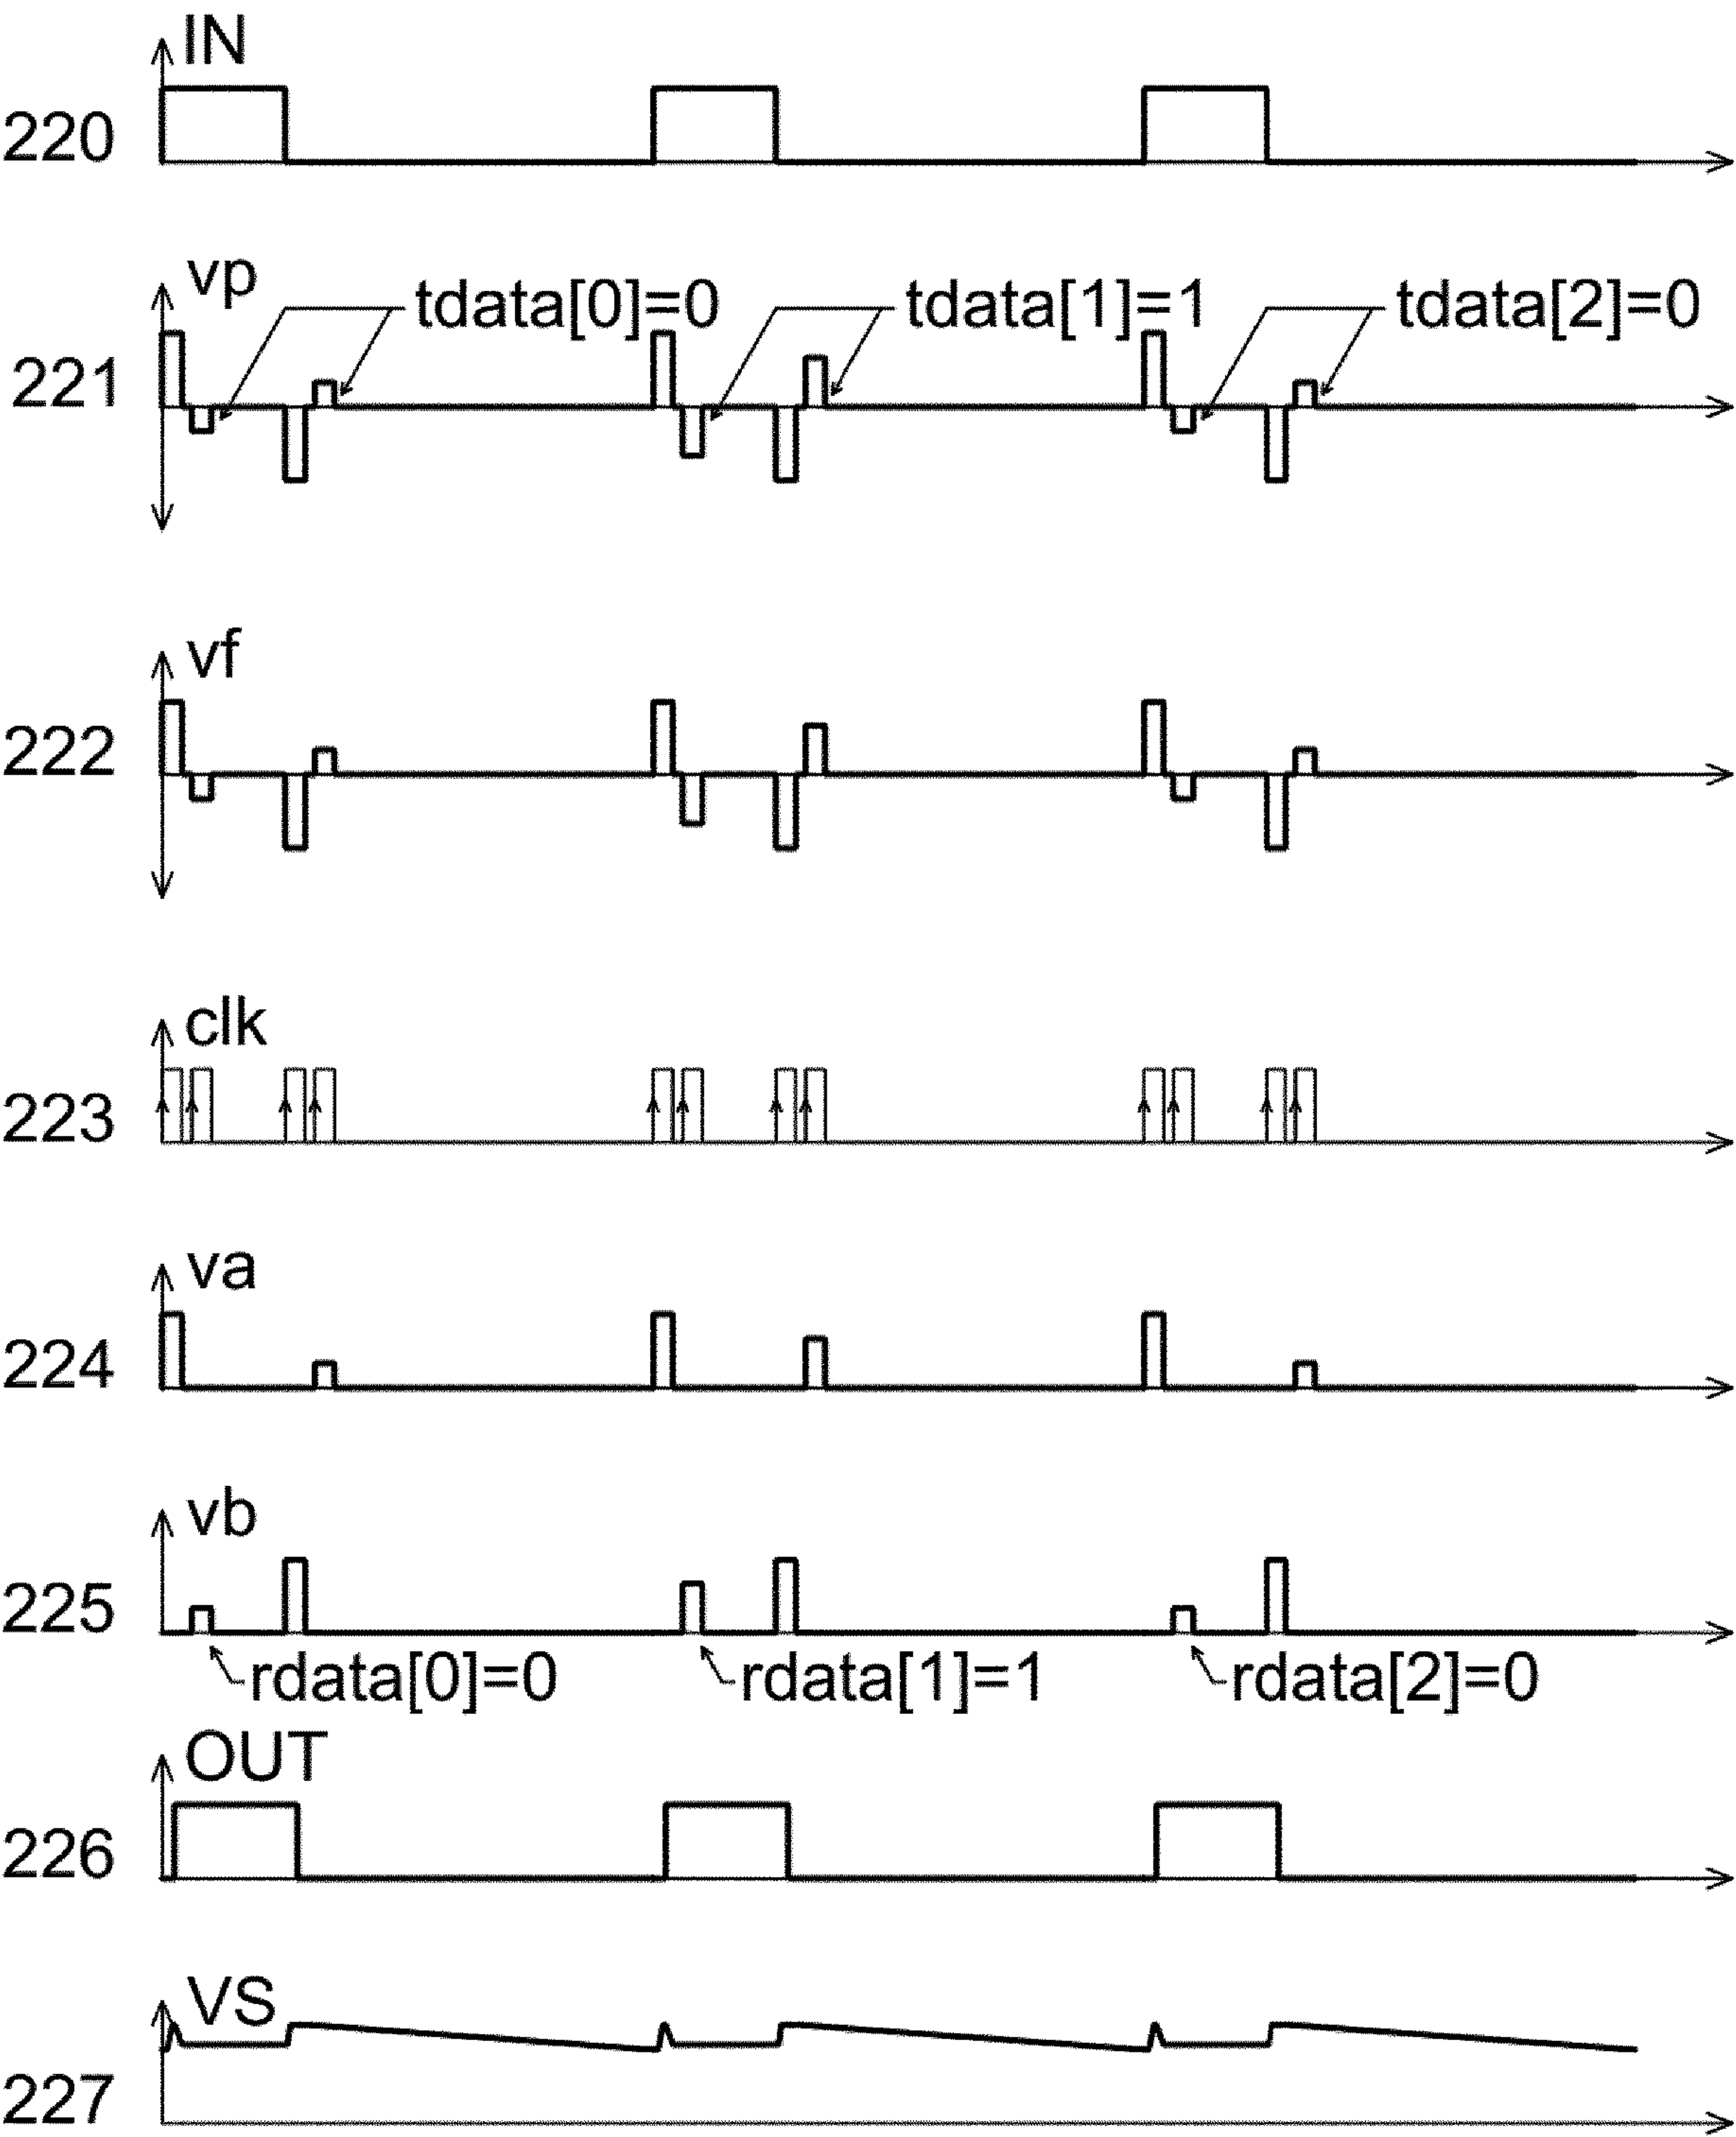 IN
220
vp
tdata[0]=0 tdata[1]=1 tdata[2]=0
221
vf
222
clk
223
va
224
vb
225
rdata[0]=0 rdata[1]=1 rdata[2]=0
OUT
226
VS
227